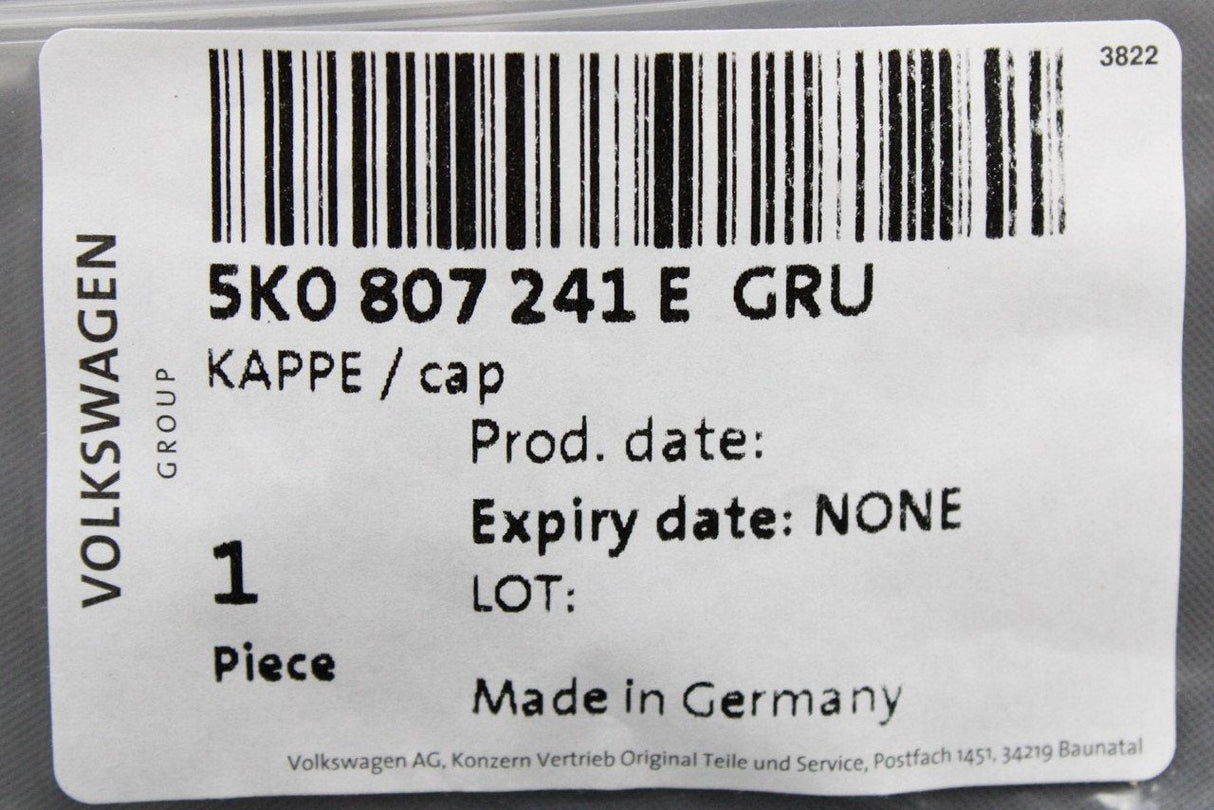 3822
5K0 807 241 E GRU
KAPPE / cap
Prod. date:
Expiry date: NONE
1
LOT:
Piece
Made in Germany
Volkswagen AG, Konzern Vertrieb Original Teile und Service, Postfach 1451, 34219 Baunatal
VOLKSWAGEN
GROUP